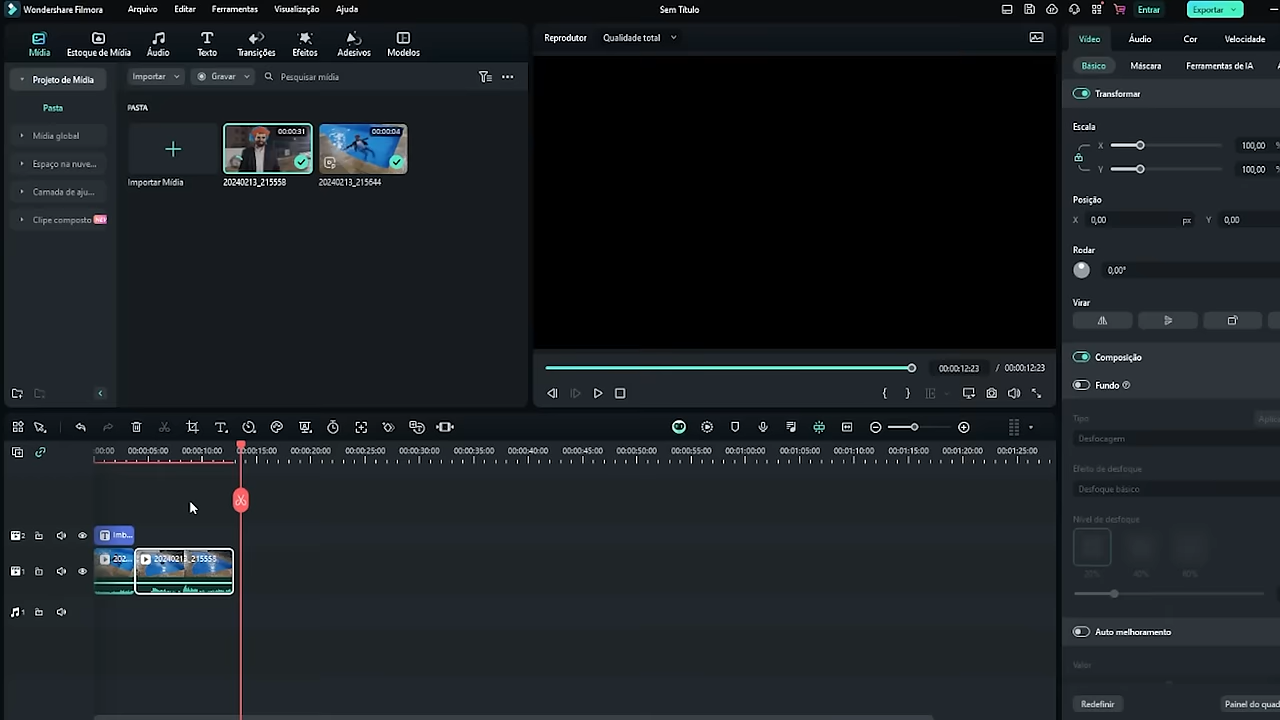 Wondershare Filmora
Arquivo
Editar
Ferramentas
Visualização
Ajuda
Sem Título
Entrar
Exportar
Mídia
Estoque de Mídia
Áudio
Texto
Transições
Efeitos
Adesivos
Modelos
Reprodutor
Qualidade total
Vídeo
Áudio
Cor
Velocidade
Projeto de Mídia
Importar
Gravar
Pesquisar mídia
Básico
Máscara
Ferramentas de IA
Pasta
PASTA
Transformar
Mídia global
00:00:31
00:00:04
Escala
X
100,00
%
Espaço na nuve...
Y
100,00
%
Importar Mídia
20240213_215558
20240213_215644
Camada de aju...
Posição
Clipe composto
NEW
X
0,00
px
Y
0,00
Rodar
0,00°
Virar
Composição
00:00:12:23
/
00:00:12:23
Fundo
{
}
Tipo
Desfocagem
00:00
00:00:05:00
00:00:10:00
00:00:15:00
00:00:20:00
00:00:25:00
00:00:30:00
00:00:35:00
00:00:40:00
00:00:45:00
00:00:50:00
00:00:55:00
00:01:00:00
00:01:05:00
00:01:10:00
00:01:15:00
00:01:20:00
00:01:25:00
Efeito de desfoque
Desfoque básico
Nível de desfoque
2
1
202...
20240213_215558
20%
40%
1
Auto melhoramento
Valor
Redefinir
Painel do quad